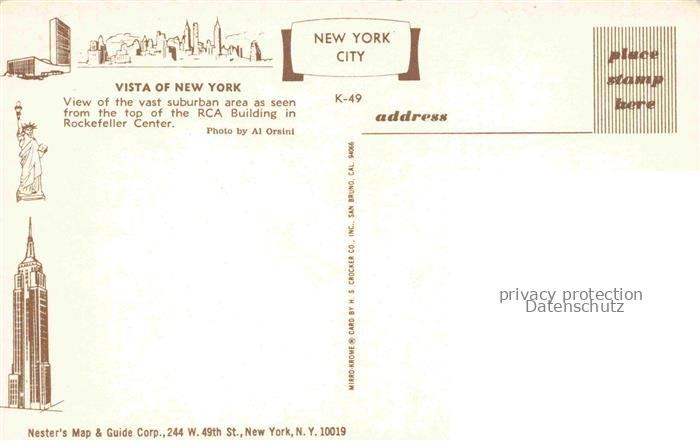 NEW YORK
CITY
place
stamp
here
VISTA OF NEW YORK
View of the vast suburban area as seen
from the top of the RCA Building in
Rockefeller Center.
Photo by Al Orsini
K-49
address
MIRRO-KROME® CARD BY H. S. CROCKER CO., INC., SAN BRUNO, CAL. 94066
privacy protection
Datenschutz
Nester's Map & Guide Corp., 244 W. 49th St., New York, N. Y. 10019